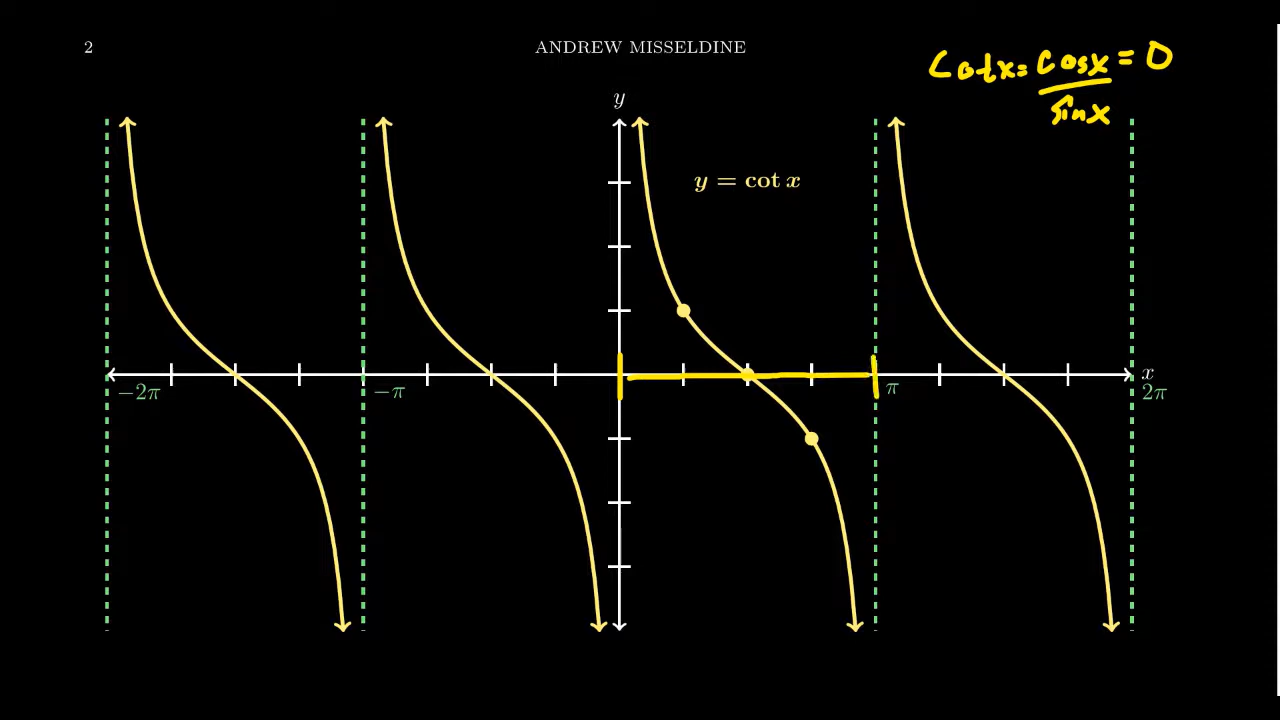 2
ANDREW MISSELDINE
Cotx = cosx = 0
sinx
y
y = cot x
x
−2π
−π
π
2π